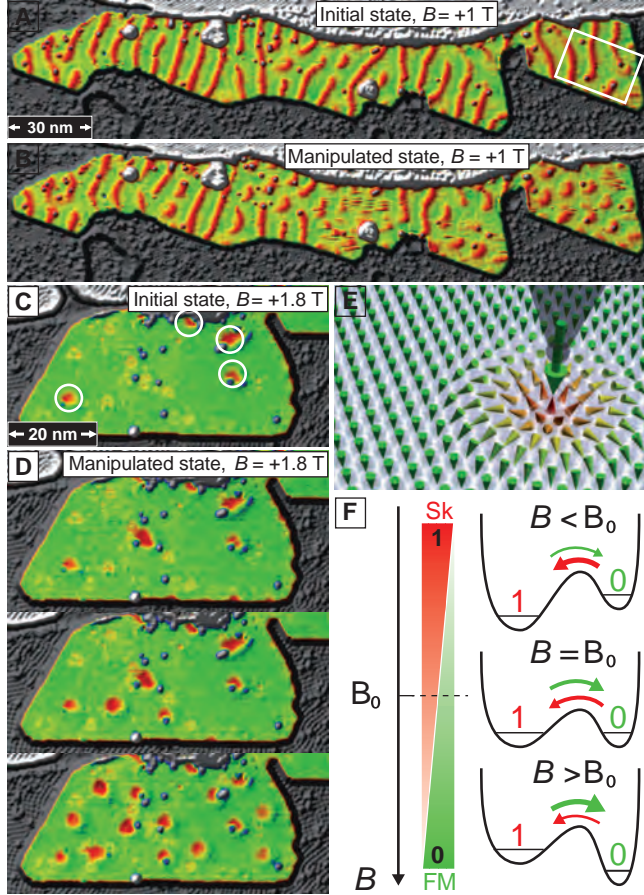 A
Initial state, B = +1 T
30 nm
B
Manipulated state, B = +1 T
C
Initial state, B = +1.8 T
20 nm
D
Manipulated state, B = +1.8 T
E
F
Sk
1
B₀
0
FM
B
B < B₀
1
0
B = B₀
1
0
B > B₀
1
0